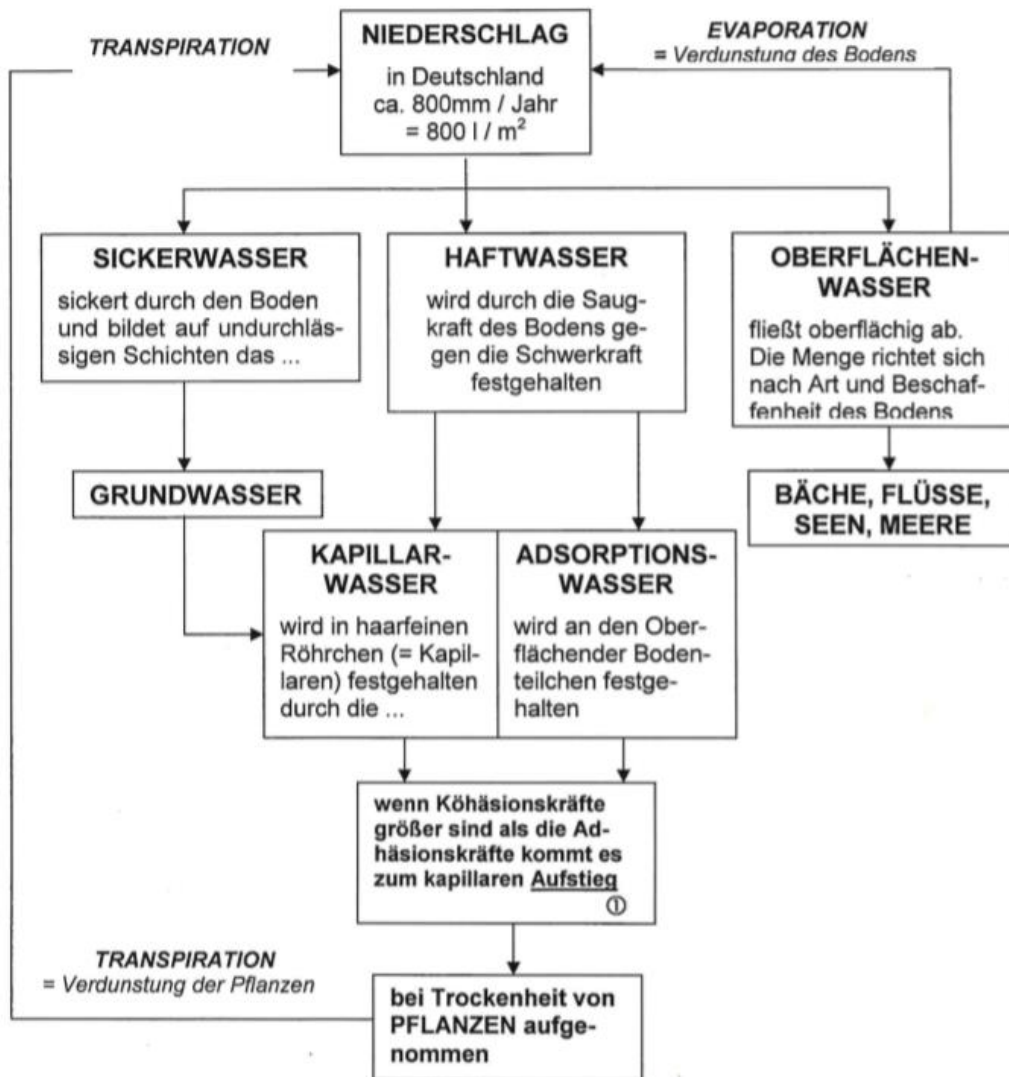 TRANSPIRATION
NIEDERSCHLAG
in Deutschland
ca. 800mm / Jahr
= 800 l / m²
EVAPORATION
= Verdunstung des Bodens
SICKERWASSER
sickert durch den Boden
und bildet auf undurchläs-
sigen Schichten das ...
HAFTWASSER
wird durch die Saug-
kraft des Bodens ge-
gen die Schwerkraft
festgehalten
OBERFLÄCHEN-
WASSER
fließt oberflächig ab.
Die Menge richtet sich
nach Art und Beschaf-
fenheit des Bodens
GRUNDWASSER
BÄCHE, FLÜSSE,
SEEN, MEERE
KAPILLAR-
WASSER
wird in haarfeinen
Röhrchen (= Kapil-
laren) festgehalten
durch die ...
ADSORPTIONS-
WASSER
wird an den Ober-
flächender Boden-
teilchen festge-
halten
wenn Köhäsionskräfte
größer sind als die Ad-
häsionskräfte kommt es
zum kapillaren Aufstieg
①
TRANSPIRATION
= Verdunstung der Pflanzen
bei Trockenheit von
PFLANZEN aufge-
nommen